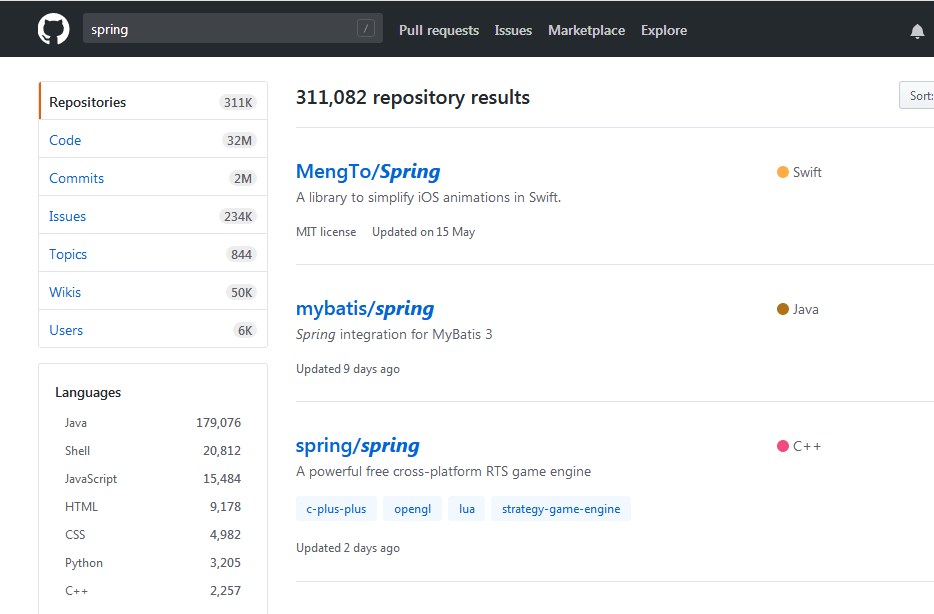 spring /
Pull requests Issues Marketplace Explore
Repositories 311K
Code 32M
Commits 2M
Issues 234K
Topics 844
Wikis 50K
Users 6K
Languages
Java 179,076
Shell 20,812
JavaScript 15,484
HTML 9,178
CSS 4,982
Python 3,205
C++ 2,257
311,082 repository results
Sort:
MengTo/Spring
Swift
A library to simplify iOS animations in Swift.
MIT license Updated on 15 May
mybatis/spring
Java
Spring integration for MyBatis 3
Updated 9 days ago
spring/spring
C++
A powerful free cross-platform RTS game engine
c-plus-plus opengl lua strategy-game-engine
Updated 2 days ago